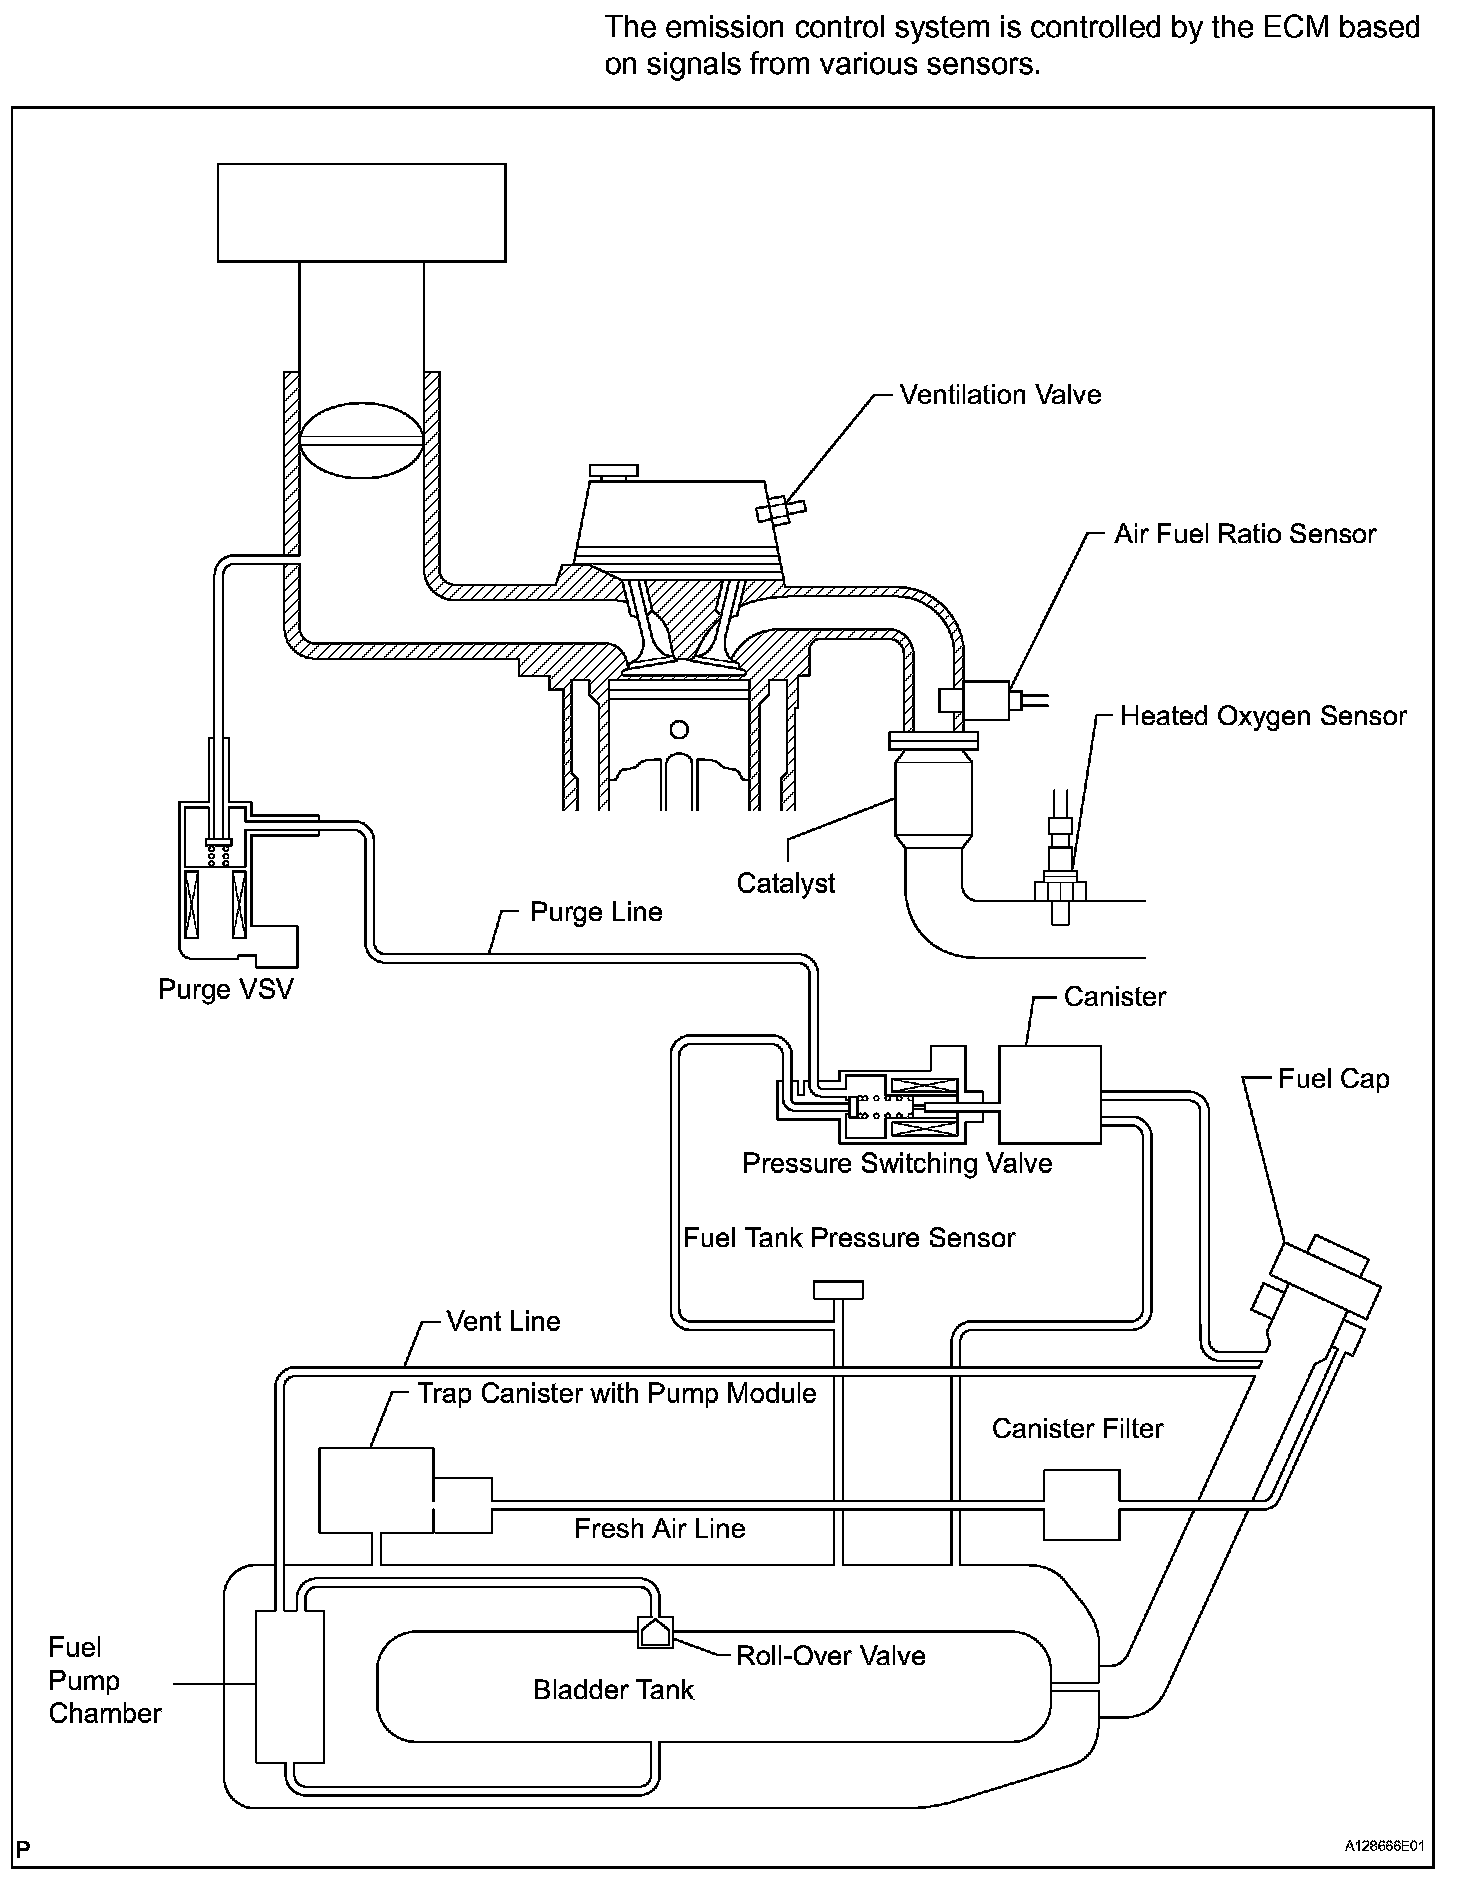 The emission control system is controlled by the ECM based
on signals from various sensors.
Ventilation Valve
Air Fuel Ratio Sensor
Heated Oxygen Sensor
Catalyst
Purge Line
Purge VSV
Canister
Fuel Cap
Pressure Switching Valve
Fuel Tank Pressure Sensor
Vent Line
Trap Canister with Pump Module
Canister Filter
Fresh Air Line
Fuel
Pump
Chamber
Roll-Over Valve
Bladder Tank
P
A128666E01